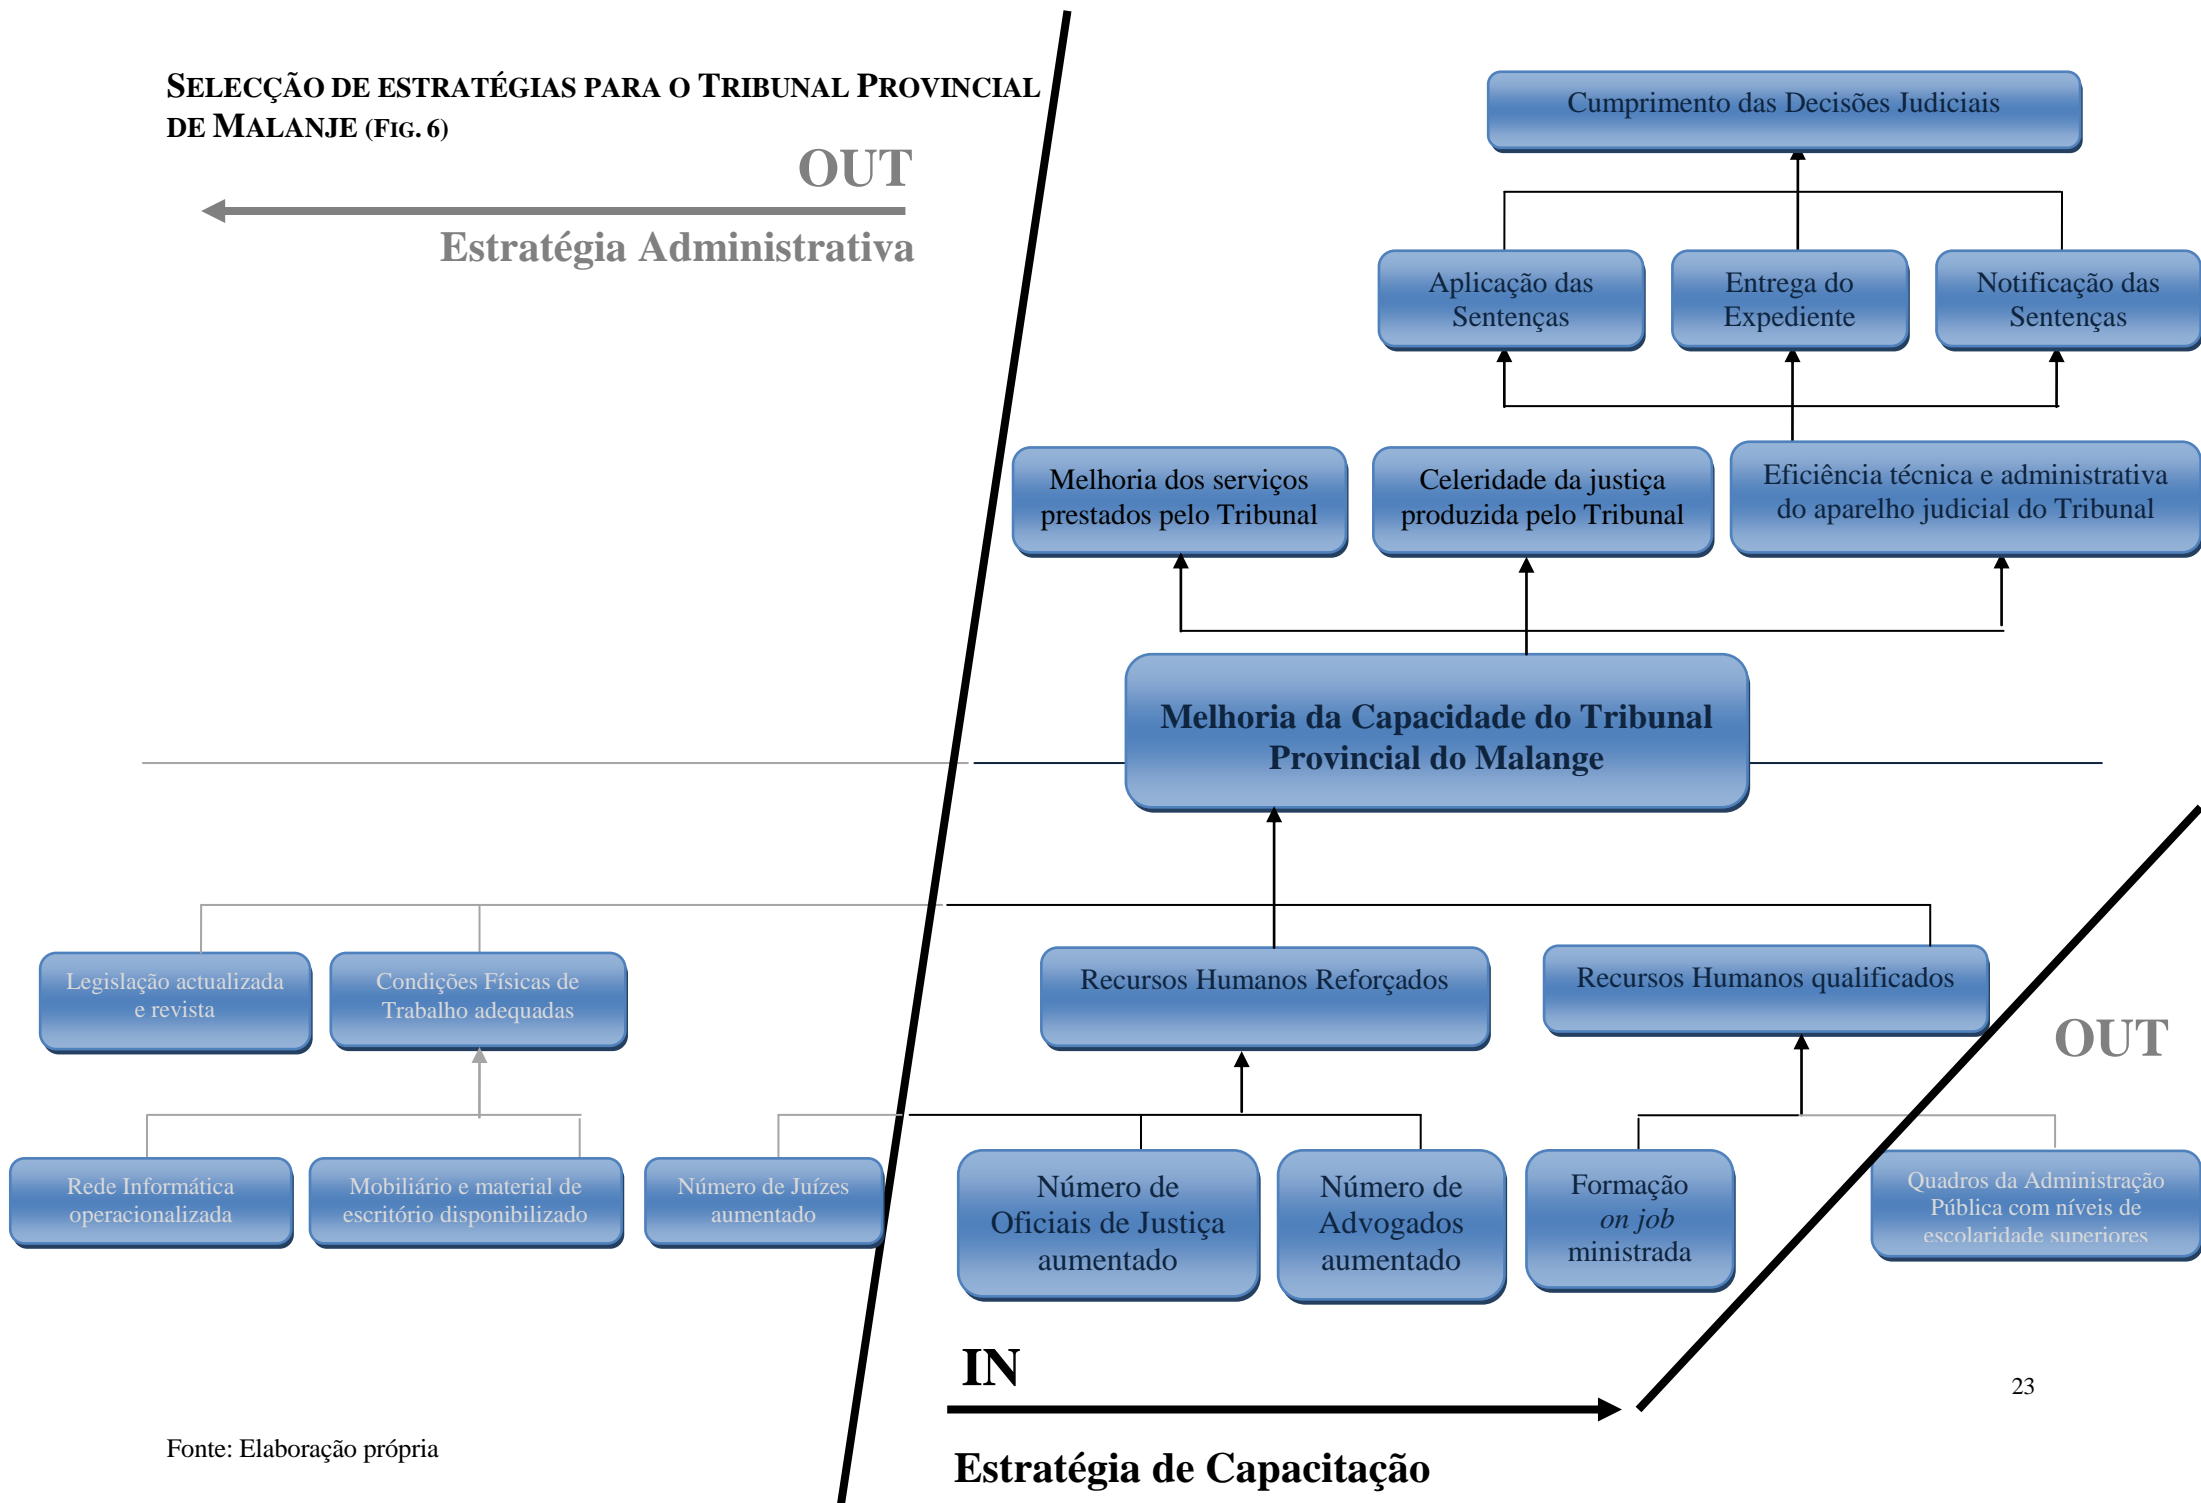 SELECÇÃO DE ESTRATÉGIAS PARA O TRIBUNAL PROVINCIAL
DE MALANJE (FIG. 6)
OUT
Estratégia Administrativa
Cumprimento das Decisões Judiciais
Aplicação das
Sentenças
Entrega do
Expediente
Notificação das
Sentenças
Melhoria dos serviços
prestados pelo Tribunal
Celeridade da justiça
produzida pelo Tribunal
Eficiência técnica e administrativa
do aparelho judicial do Tribunal
Melhoria da Capacidade do Tribunal
Provincial do Malange
Legislação actualizada
e revista
Condições Físicas de
Trabalho adequadas
Recursos Humanos Reforçados
Recursos Humanos qualificados
OUT
Rede Informática
operacionalizada
Mobiliário e material de
escritório disponibilizado
Número de Juízes
aumentado
Número de
Oficiais de Justiça
aumentado
Número de
Advogados
aumentado
Formação
on job
ministrada
Quadros da Administração
Pública com níveis de
escolaridade superiores
IN
Estratégia de Capacitação
23
Fonte: Elaboração própria